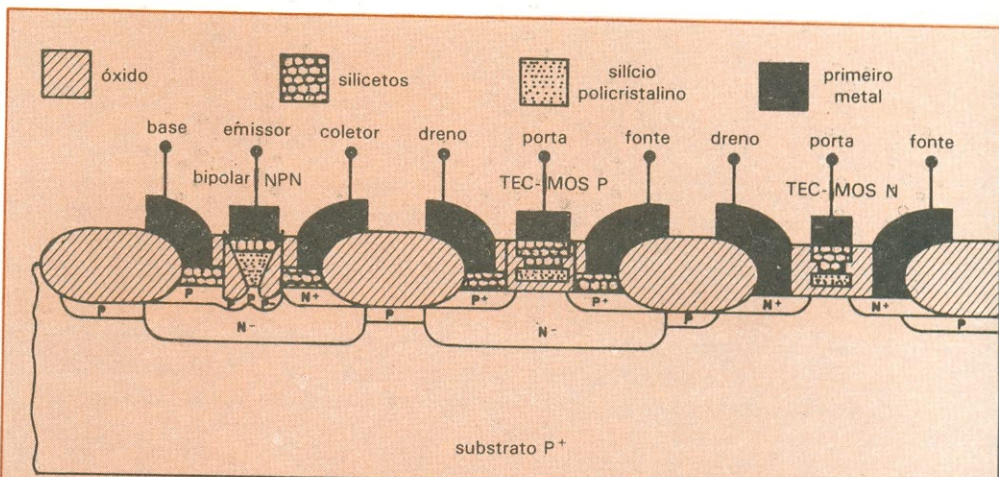 óxido
silicetos
silício
policristalino
primeiro
metal
base
emissor
coletor
dreno
porta
fonte
dreno
porta
fonte
bipolar NPN
TEC-MOS P
TEC-MOS N
P
N+
P+
P+
N+
N+
P
N-
P
N-
P
P
substrato P+